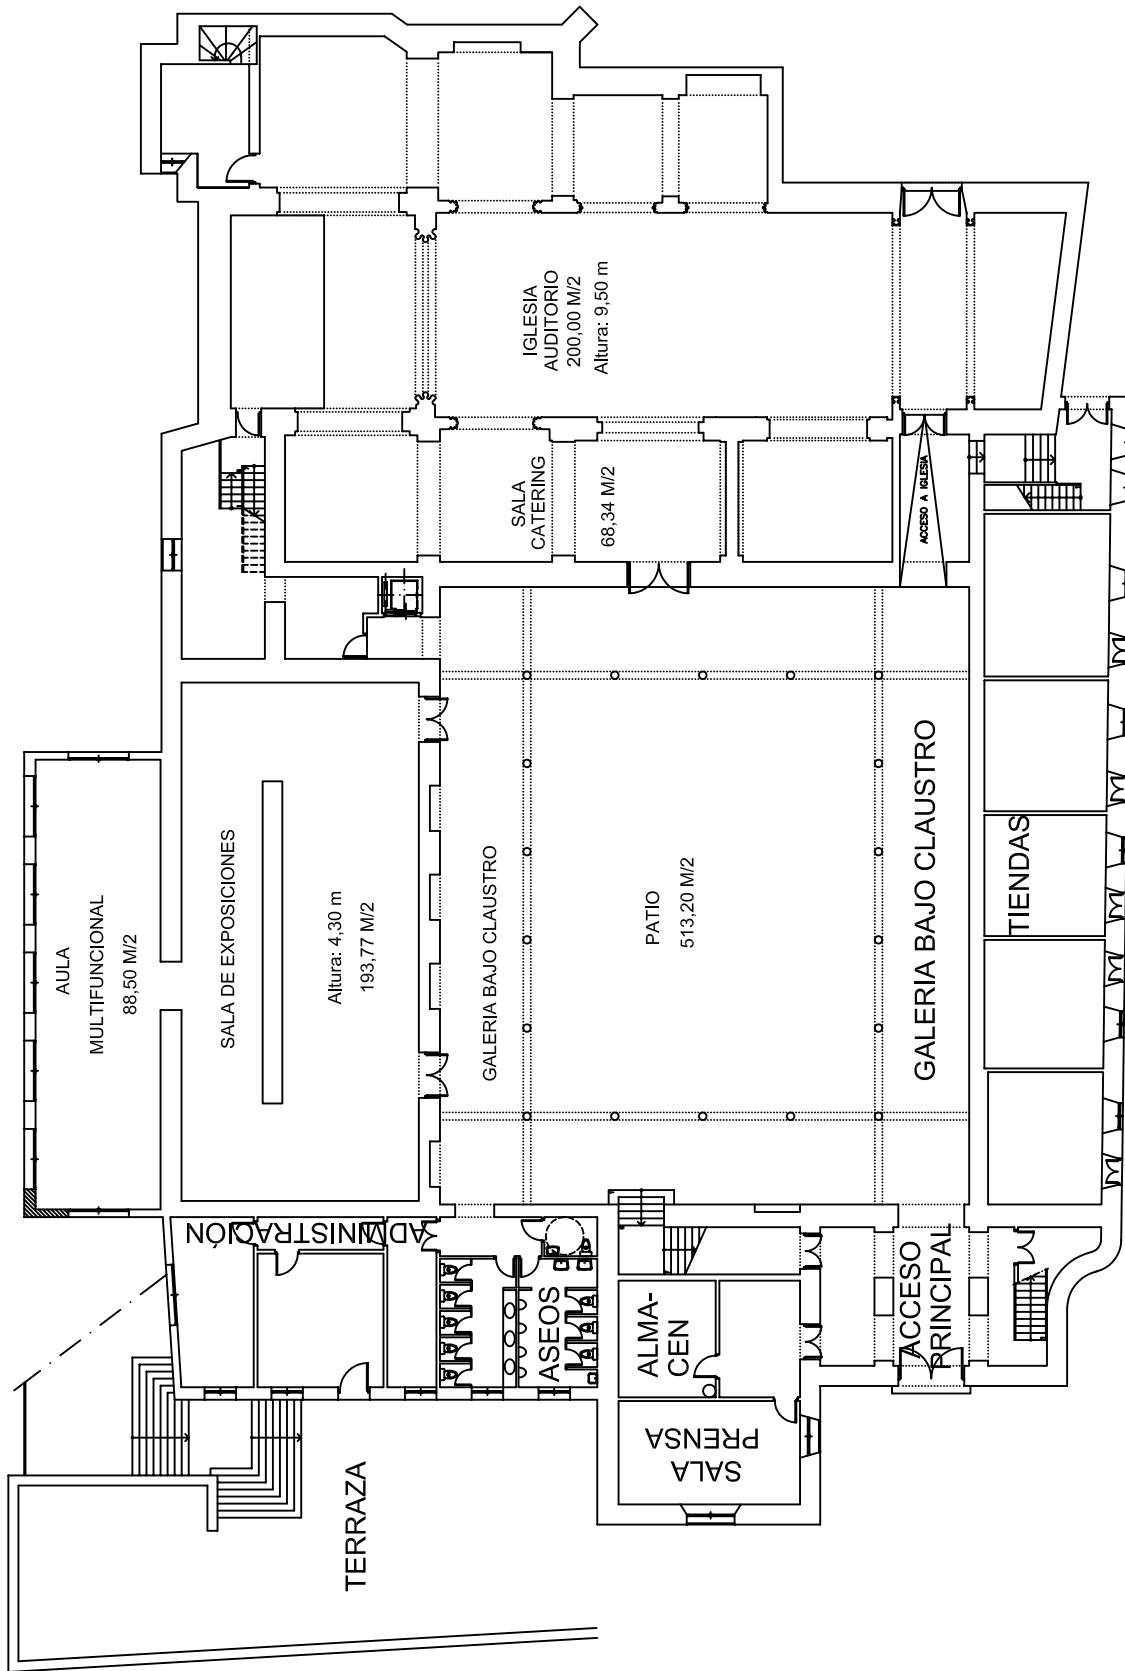 AULA
MULTIFUNCIONAL
88,50 M/2
SALA DE EXPOSICIONES
Altura: 4,30 m
193,77 M/2
GALERIA BAJO CLAUSTRO
PATIO
513,20 M/2
GALERIA BAJO CLAUSTRO
TIENDAS
IGLESIA
AUDITORIO
200,00 M/2
Altura: 9,50 m
SALA
CATERING
68,34 M/2
ACCESO A IGLESIA
ADMINISTRACION
ASEOS
ALMA-
CEN
SALA
PRENSA
ACCESO
PRINCIPAL
TERRAZA